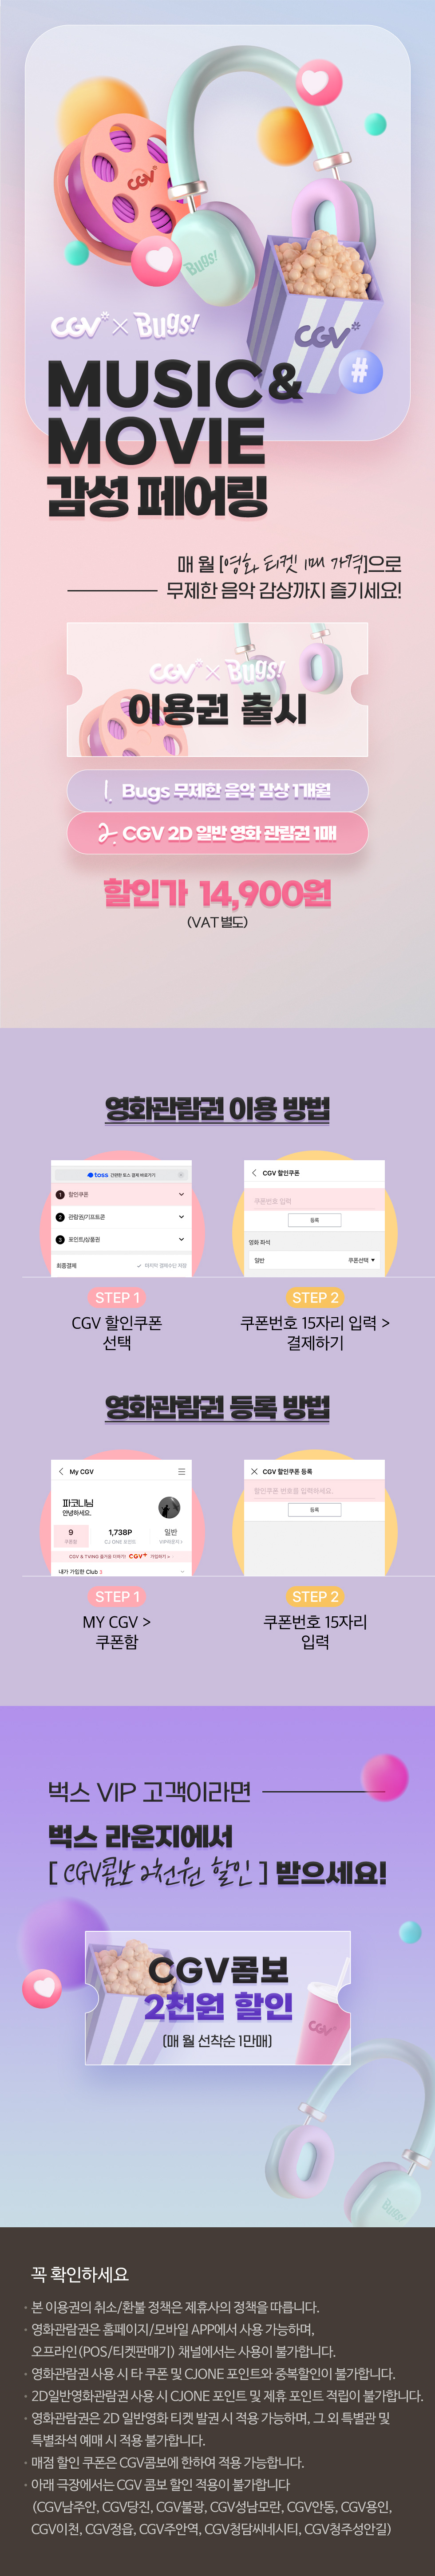 CGV
Bugs!
CGV
#
CGV × Bugs!
MUSIC &
MOVIE
감성 페어링
매 월 [영화 티켓 1매 가격]으로
무제한 음악 감상까지 즐기세요!
CGV × Bugs!
이용권 출시
1. Bugs 무제한 음악 감상 1개월
2. CGV 2D 일반 영화 관람권 1매
할인가 14,900원
(VAT 별도)
영화관람권 이용 방법
toss 간편한 토스 결제 바로가기
1 할인쿠폰
2 관람권/기프트콘
3 포인트/상품권
최종결제 마지막 결제수단 저장
CGV 할인쿠폰
쿠폰번호 입력
등록
영화 좌석
일반 쿠폰선택 ▼
STEP 1
CGV 할인쿠폰
선택
STEP 2
쿠폰번호 15자리 입력 >
결제하기
영화관람권 등록 방법
My CGV
파코니님
안녕하세요.
9 1,738P 일반
쿠폰함 CJ ONE 포인트 VIP바로가기 >
CGV & TVING 즐거움 더하기! CGV+ 가입하기 >
내가 가입한 Club 3
CGV 할인쿠폰 등록
할인쿠폰 번호를 입력하세요.
등록
STEP 1
MY CGV >
쿠폰함
STEP 2
쿠폰번호 15자리
입력
벅스 VIP 고객이라면
벅스 라운지에서
[ CGV콤보 2천원 할인 ] 받으세요!
CGV콤보
2천원 할인
(매 월 선착순 1만매)
CGV
Bugs!
꼭 확인하세요
· 본 이용권의 취소/환불 정책은 제휴사의 정책을 따릅니다.
· 영화관람권은 홈페이지/모바일 APP에서 사용 가능하며,
오프라인(POS/티켓판매기) 채널에서는 사용이 불가합니다.
· 영화관람권 사용 시 타 쿠폰 및 CJONE 포인트와 중복할인이 불가합니다.
· 2D일반영화관람권 사용 시 CJONE 포인트 및 제휴 포인트 적립이 불가합니다.
· 영화관람권은 2D 일반영화 티켓 발권 시 적용 가능하며, 그 외 특별관 및
특별좌석 예매 시 적용 불가합니다.
· 매점 할인 쿠폰은 CGV콤보에 한하여 적용 가능합니다.
· 아래 극장에서는 CGV 콤보 할인 적용이 불가합니다
(CGV남주안, CGV당진, CGV불광, CGV성남모란, CGV안동, CGV용인,
CGV이천, CGV정읍, CGV주안역, CGV청담씨네시티, CGV청주성안길)